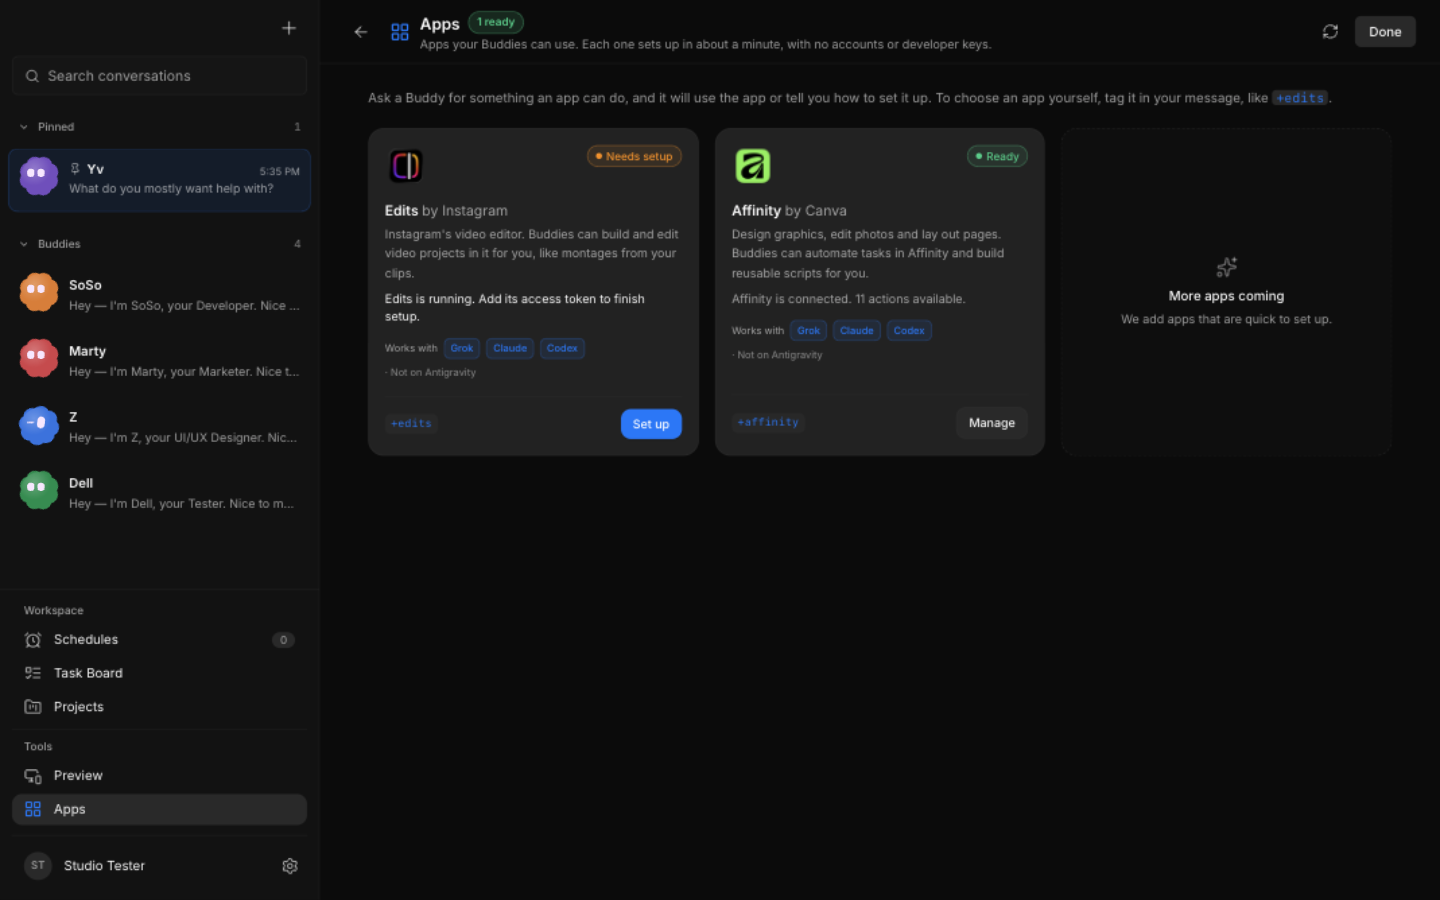 Search conversations
Pinned 1
Yv 5:35 PM
What do you mostly want help with?
Buddies 4
SoSo
Hey — I'm SoSo, your Developer. Nice ...
Marty
Hey — I'm Marty, your Marketer. Nice t...
Z
Hey — I'm Z, your UI/UX Designer. Nic...
Dell
Hey — I'm Dell, your Tester. Nice to m...
Workspace
Schedules 0
Task Board
Projects
Tools
Preview
Apps
ST Studio Tester
Apps 1 ready
Apps your Buddies can use. Each one sets up in about a minute, with no accounts or developer keys.
Done
Ask a Buddy for something an app can do, and it will use the app or tell you how to set it up. To choose an app yourself, tag it in your message, like +edits.
Needs setup
Edits by Instagram
Instagram's video editor. Buddies can build and edit
video projects in it for you, like montages from your
clips.
Edits is running. Add its access token to finish
setup.
Works with Grok Claude Codex
· Not on Antigravity
+edits Set up
a
Ready
Affinity by Canva
Design graphics, edit photos and lay out pages.
Buddies can automate tasks in Affinity and build
reusable scripts for you.
Affinity is connected. 11 actions available.
Works with Grok Claude Codex
· Not on Antigravity
+affinity Manage
More apps coming
We add apps that are quick to set up.